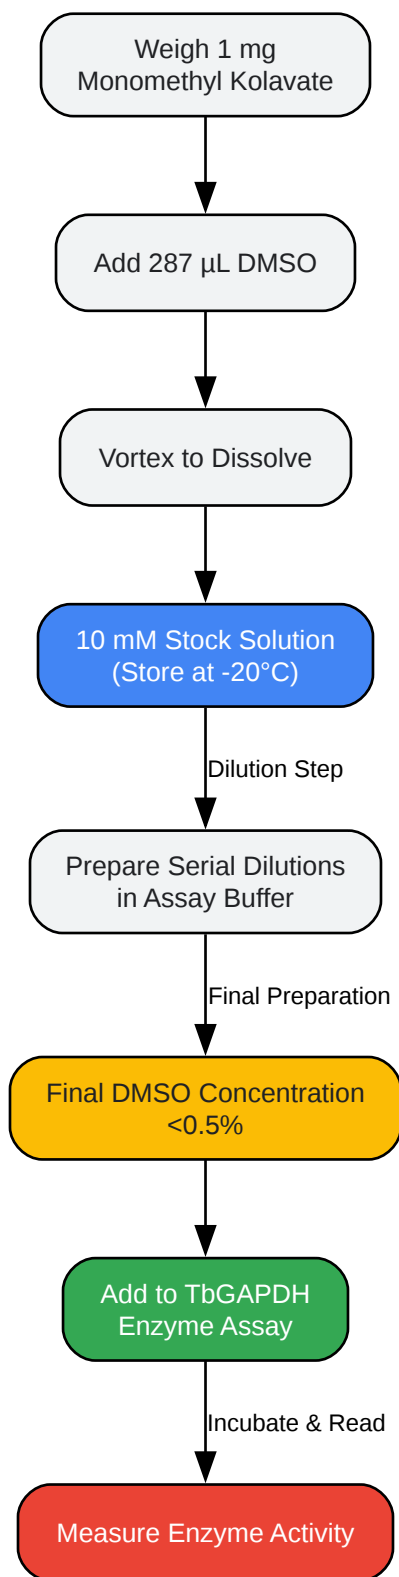 Weigh 1 mg
Monomethyl Kolavate
Add 287 µL DMSO
Vortex to Dissolve
10 mM Stock Solution
(Store at -20°C)
Dilution Step
Prepare Serial Dilutions
in Assay Buffer
Final Preparation
Final DMSO Concentration
<0.5%
Add to TbGAPDH
Enzyme Assay
Incubate & Read
Measure Enzyme Activity